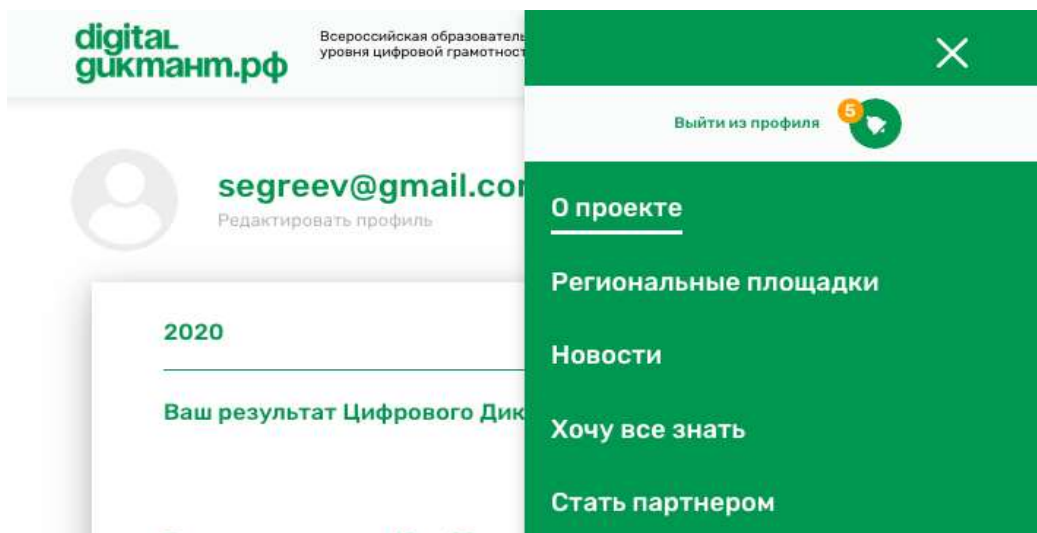 digital
диктант.рф
Всероссийская образователь
уровня цифровой грамотност
Выйти из профиля
5
segreev@gmail.con
Редактировать профиль
О проекте
Региональные площадки
2020
Новости
Ваш результат Цифрового Дик
Хочу все знать
Стать партнером